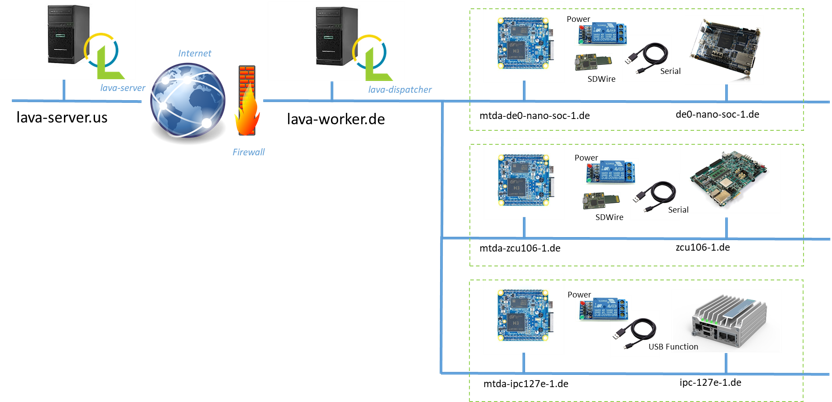 lava-server
lava-server.us
Internet
Firewall
lava-dispatcher
lava-worker.de
Power
SDWire
Serial
mtda-de0-nano-soc-1.de
de0-nano-soc-1.de
Power
SDWire
Serial
mtda-zcu106-1.de
zcu106-1.de
Power
USB Function
mtda-ipc127e-1.de
ipc-127e-1.de